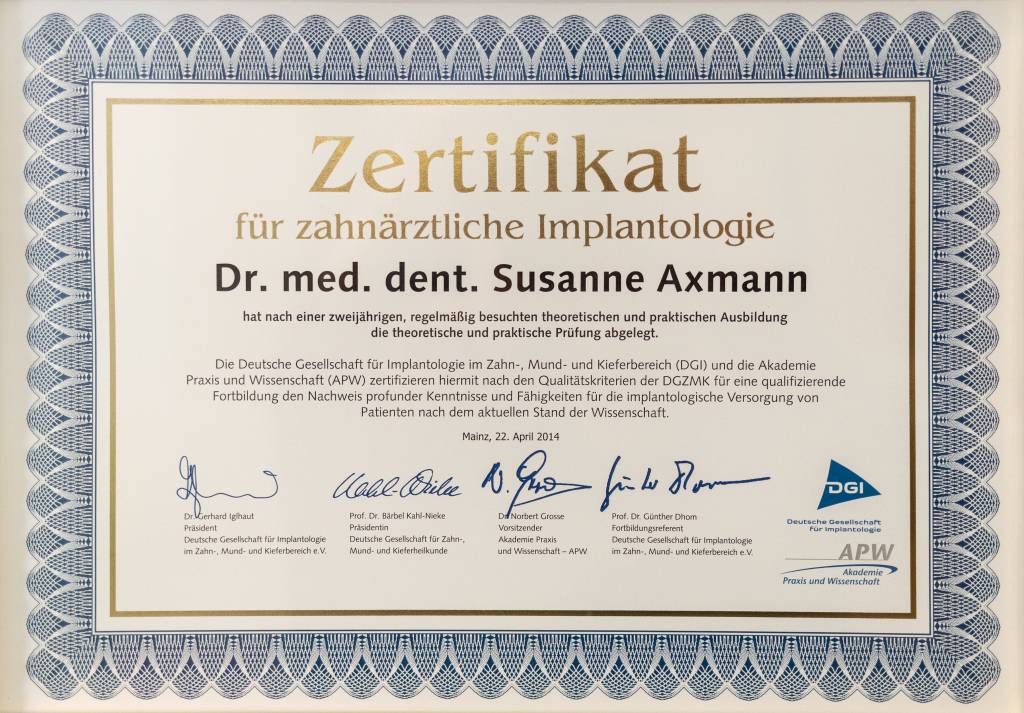 Zertifikat
für zahnärztliche Implantologie
Dr. med. dent. Susanne Axmann
hat nach einer zweijährigen, regelmäßig besuchten theoretischen und praktischen Ausbildung
die theoretische und praktische Prüfung abgelegt.
Die Deutsche Gesellschaft für Implantologie im Zahn-, Mund- und Kieferbereich (DGI) und die Akademie
Praxis und Wissenschaft (APW) zertifizieren hiermit nach den Qualitätskriterien der DGZMK für eine qualifizierende
Fortbildung den Nachweis profunder Kenntnisse und Fähigkeiten für die implantologische Versorgung von
Patienten nach dem aktuellen Stand der Wissenschaft.
Mainz, 22. April 2014
Dr. Gerhard Iglhaut
Präsident
Deutsche Gesellschaft für Implantologie
im Zahn-, Mund- und Kieferbereich e.V.
Prof. Dr. Bärbel Kahl-Nieke
Präsidentin
Deutsche Gesellschaft für Zahn-,
Mund- und Kieferheilkunde
Dr. Norbert Grosse
Vorsitzender
Akademie Praxis
und Wissenschaft – APW
Prof. Dr. Günther Dhom
Fortbildungsreferent
Deutsche Gesellschaft für Implantologie
im Zahn-, Mund- und Kieferbereich e.V.
DGI
Deutsche Gesellschaft
für Implantologie
APW
Akademie
Praxis und Wissenschaft